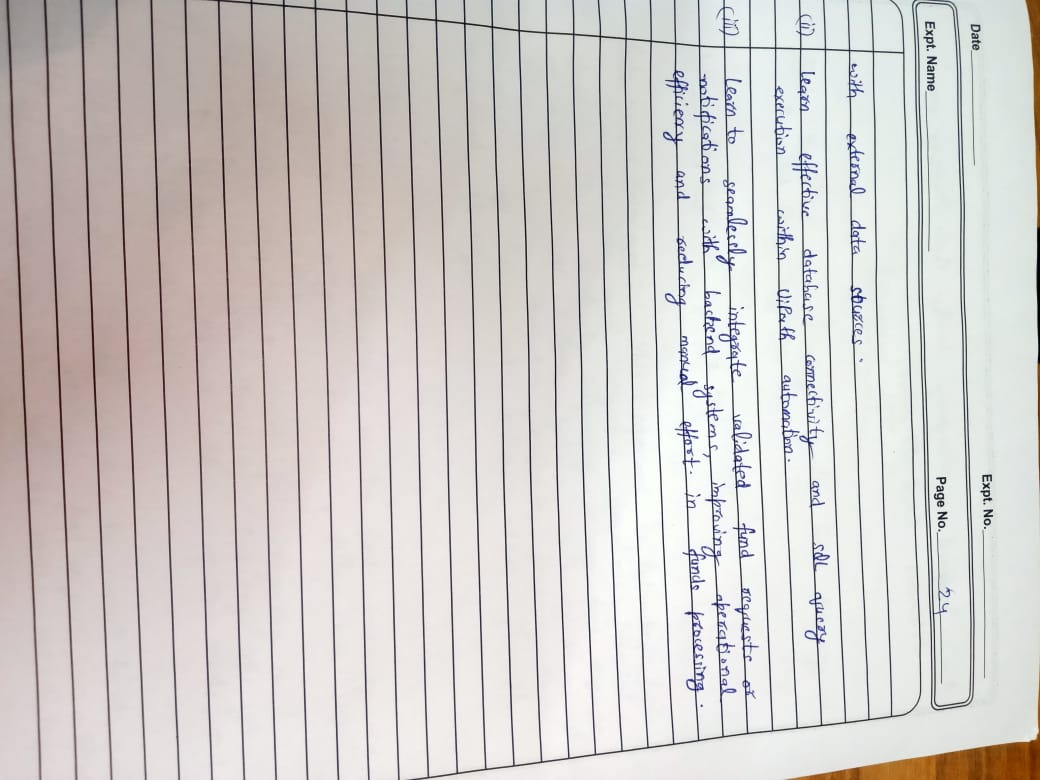 Date
Expt. No.
Expt. Name
Page No. 24
with external data sources.
(ii) learn effective database connectivity and SQL query
execution within UiPath automation.
(iii) Learn to seamlessly integrate validated fund requests or
notifications with backend systems, improving operational
efficiency and reducing manual effort. in funds processing.